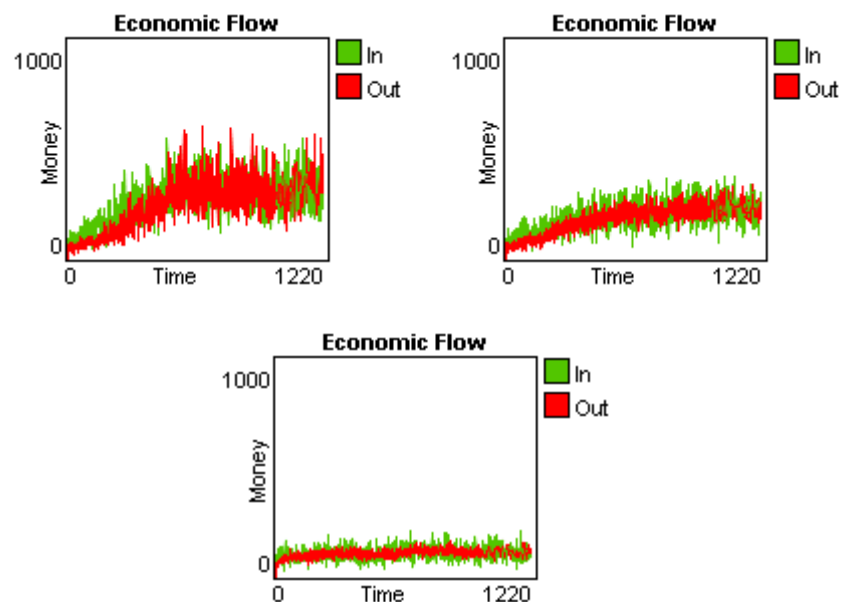 Economic Flow
1000
Money
0
0 Time 1220
In
Out
Economic Flow
1000
Money
0
0 Time 1220
In
Out
Economic Flow
1000
Money
0
0 Time 1220
In
Out